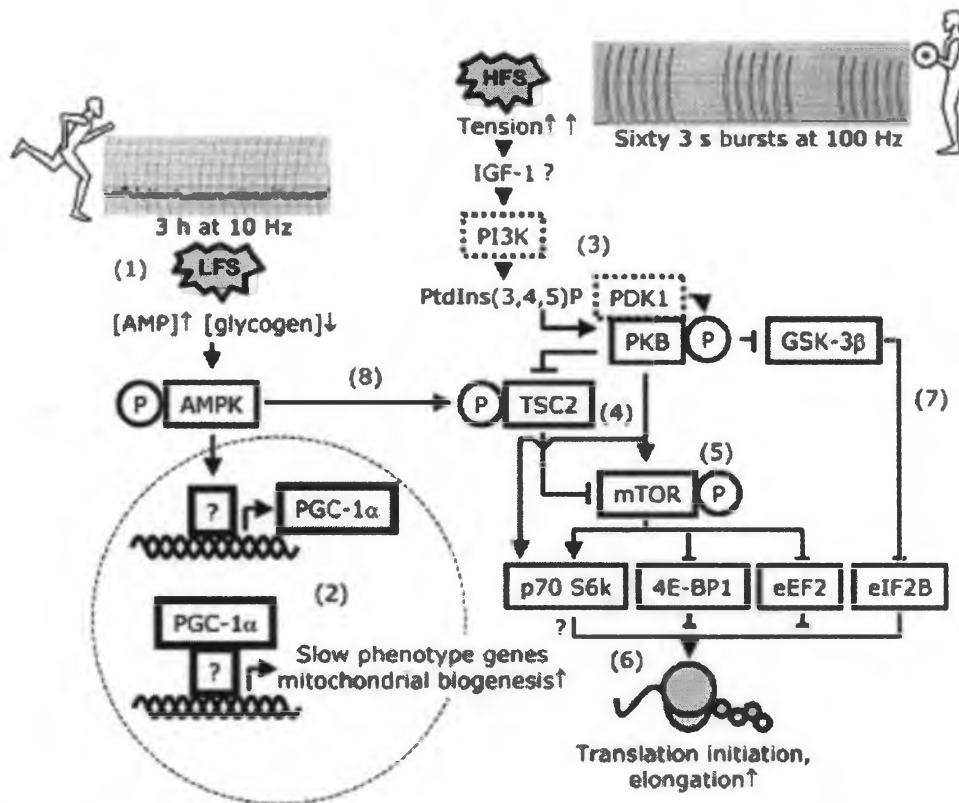 HFS
Tension↑ ↑
Sixty 3 s bursts at 100 Hz
IGF-1 ?
3 h at 10 Hz
PI3K
(3)
(1)
LFS
PtdIns(3,4,5)P
PDK1
[AMP]↑ [glycogen]↓
PKB
P
GSK-3β
(8)
(7)
P
AMPK
P
TSC2
(4)
(5)
mTOR
P
?
PGC-1α
p70 S6k
4E-BP1
eEF2
eIF2B
(2)
PGC-1α
?
(6)
?
Slow phenotype genes
mitochondrial biogenesis↑
Translation initiation,
elongation↑